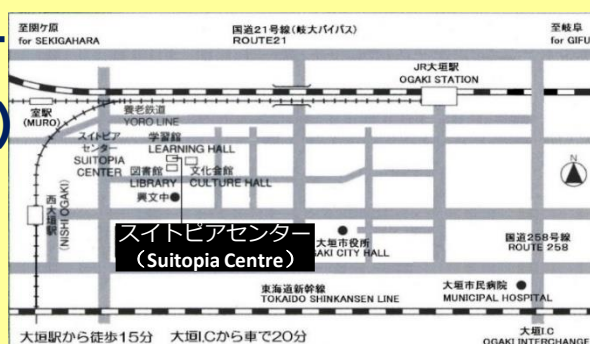 至関ケ原
for SEKIGAHARA
国道21号線(岐大バイパス)
ROUTE21
至岐阜
for GIFU
JR大垣駅
OGAKI STATION
室駅
(MURO)
養老鉄道
YORO LINE
スイトピア
センター
SUITOPIA
CENTER
学習館
LEARNING HALL
図書館
LIBRARY
文化会館
CULTURE HALL
興文中
西大垣駅
(NISHI OGAKI)
N
スイトピアセンター
(Suitopia Centre)
大垣市役所
GAKI CITY HALL
国道258号線
ROUTE 258
東海道新幹線
TOKAIDO SHINKANSEN LINE
大垣市民病院
MUNICIPAL HOSPITAL
大垣駅から徒歩15分 大垣I.Cから車で20分
大垣I.C
OGAKI INTERCHANGE